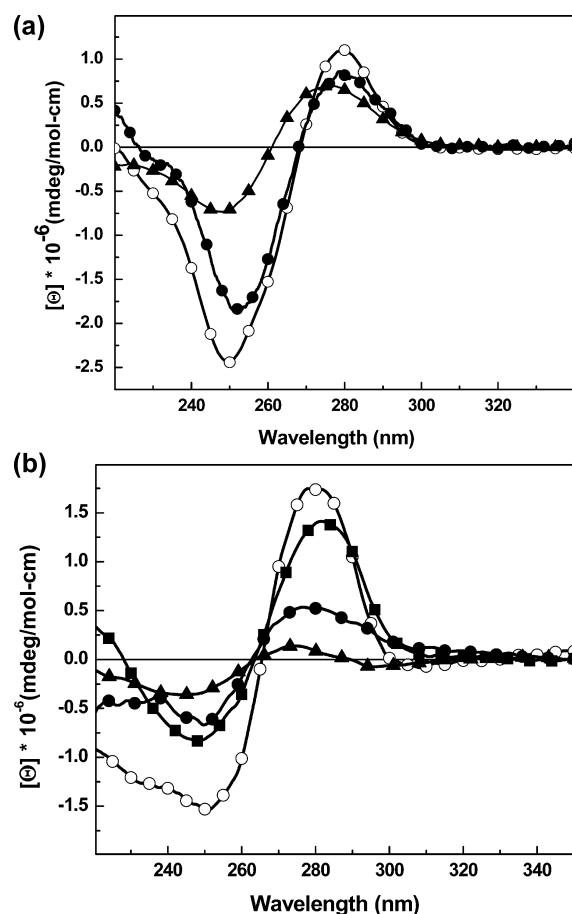 (a)
1.0
0.5
0.0
-0.5
-1.0
-1.5
-2.0
-2.5
[Θ] * 10-6(mdeg/mol-cm)
240 260 280 300 320
Wavelength (nm)
(b)
1.5
1.0
0.5
0.0
-0.5
-1.0
-1.5
[Θ] * 10-6(mdeg/mol-cm)
240 260 280 300 320 340
Wavelength (nm)